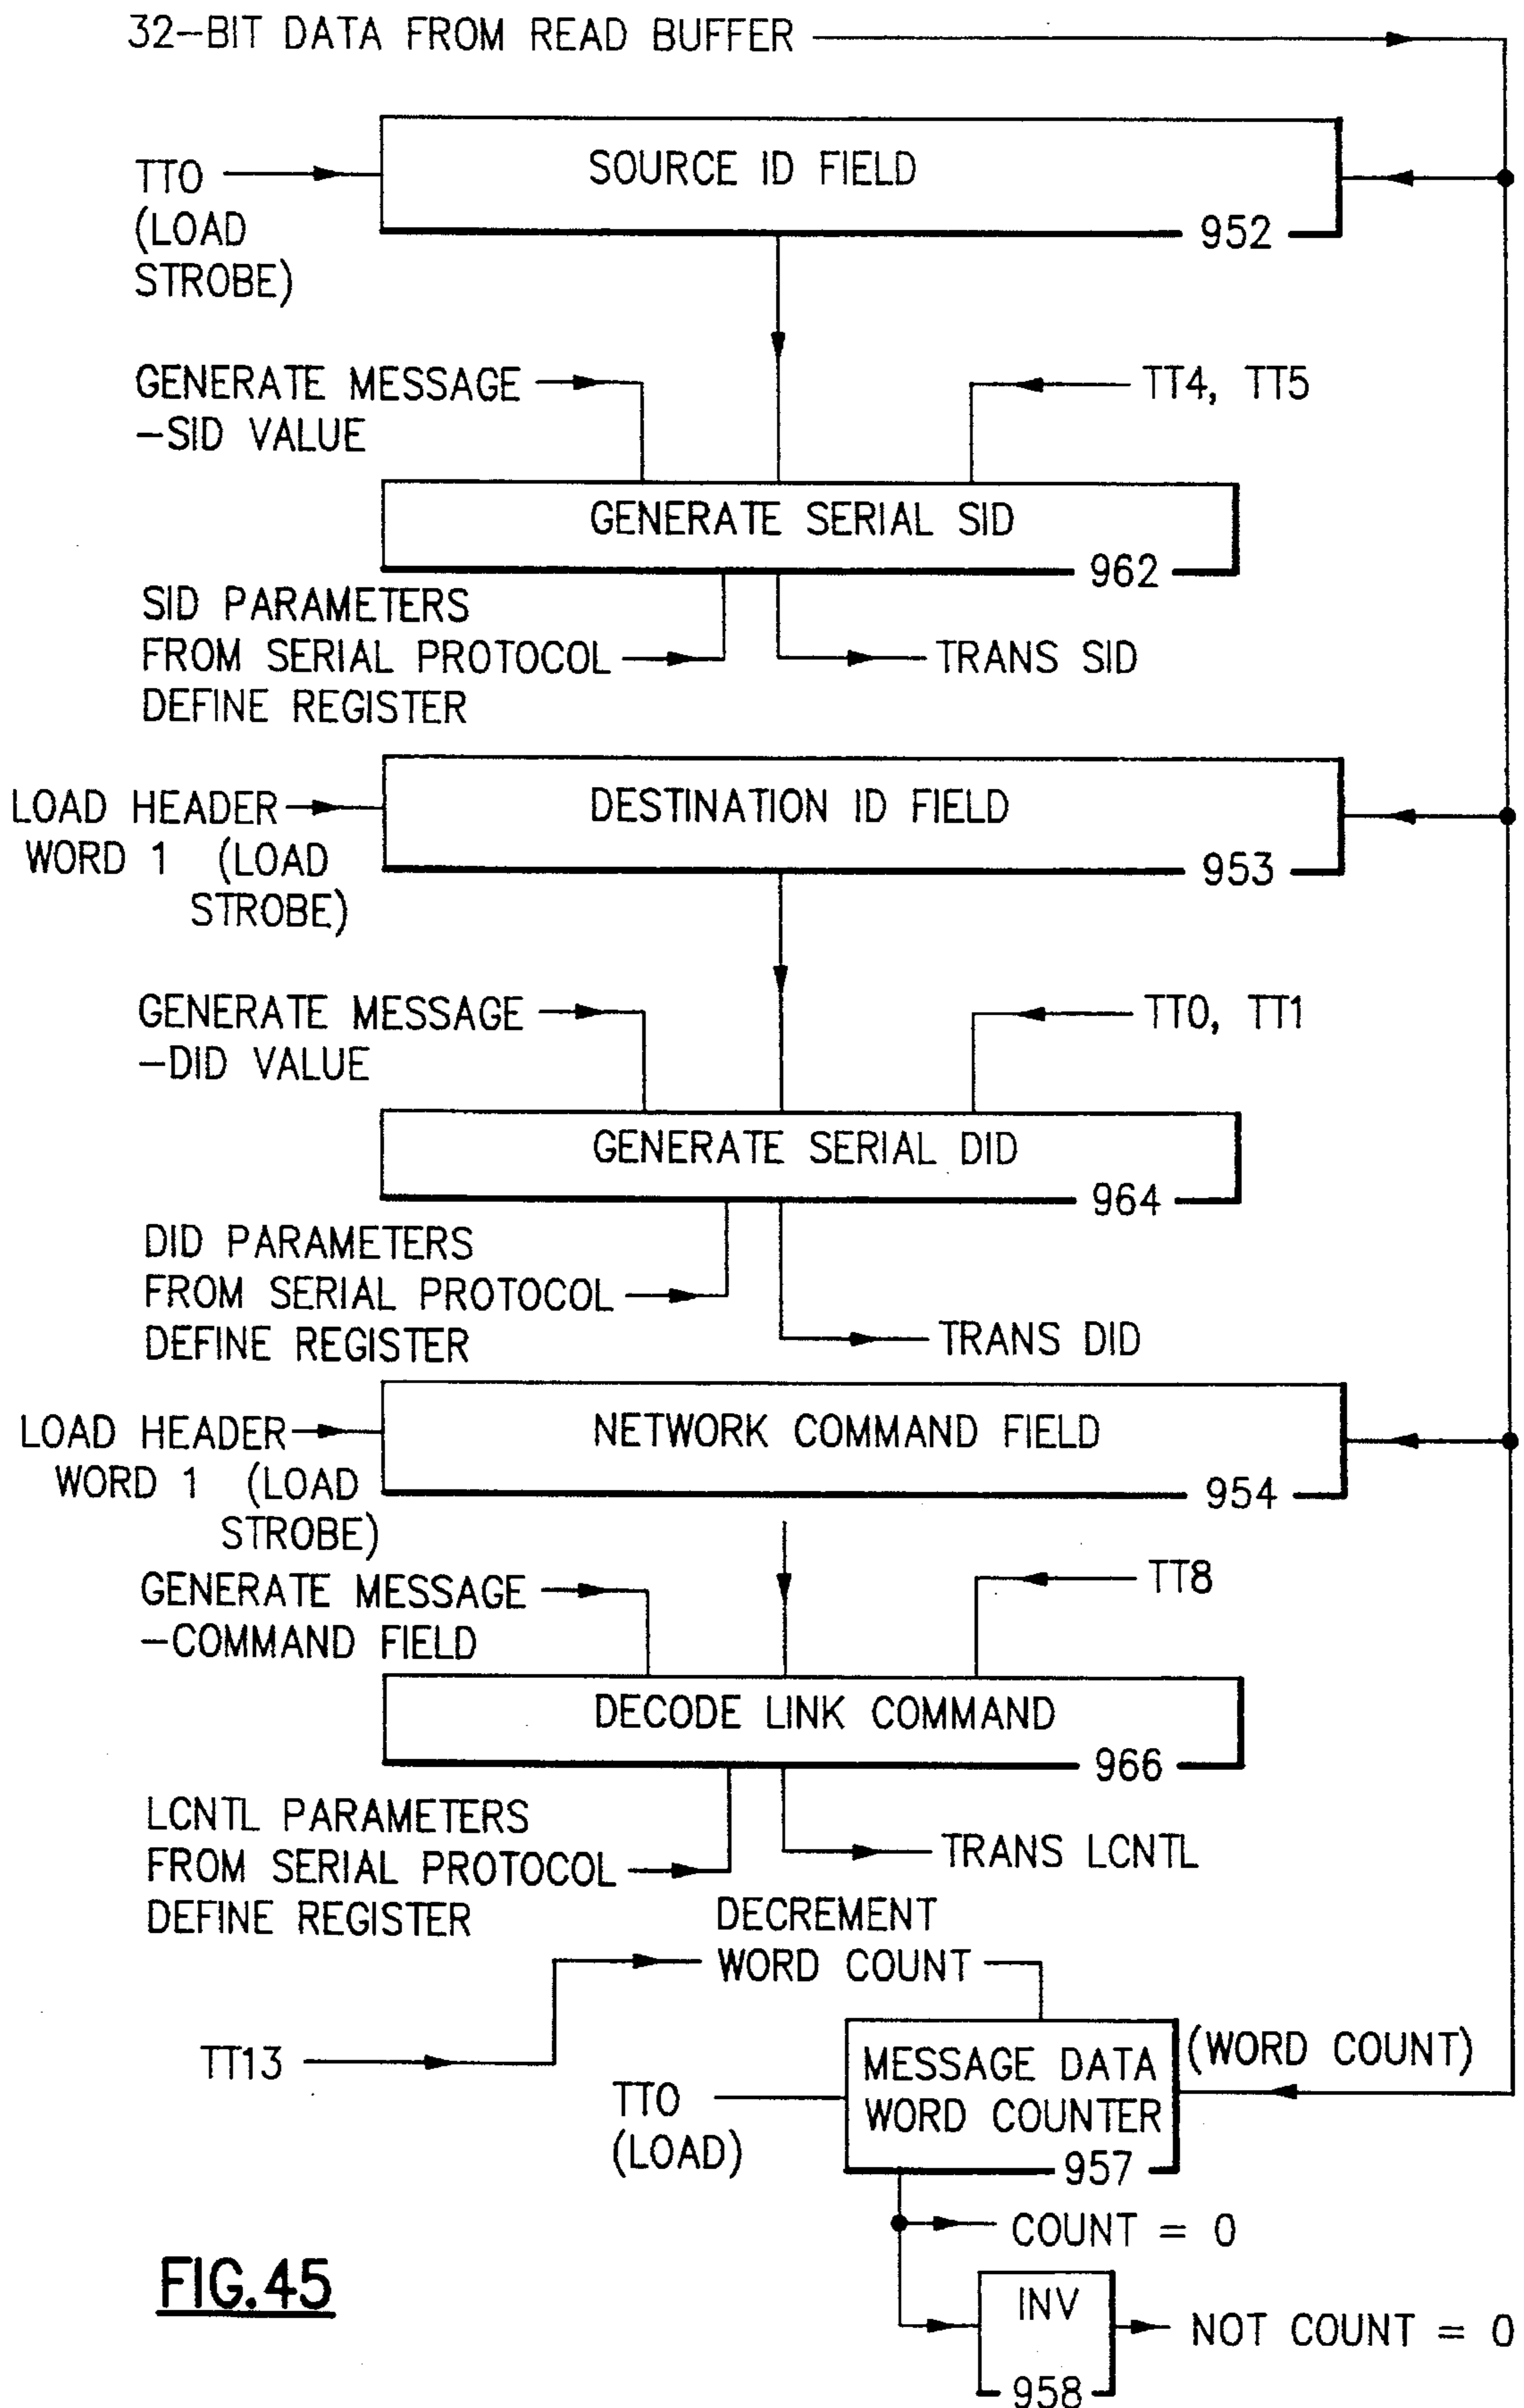 32-BIT DATA FROM READ BUFFER
SOURCE ID FIELD
TT0
(LOAD
STROBE)
952
GENERATE MESSAGE
-SID VALUE
TT4, TT5
GENERATE SERIAL SID
962
SID PARAMETERS
FROM SERIAL PROTOCOL
DEFINE REGISTER
TRANS SID
LOAD HEADER
WORD 1 (LOAD
STROBE)
DESTINATION ID FIELD
953
GENERATE MESSAGE
-DID VALUE
TT0, TT1
GENERATE SERIAL DID
964
DID PARAMETERS
FROM SERIAL PROTOCOL
DEFINE REGISTER
TRANS DID
LOAD HEADER
WORD 1 (LOAD
STROBE)
NETWORK COMMAND FIELD
954
GENERATE MESSAGE
-COMMAND FIELD
TT8
DECODE LINK COMMAND
966
LCNTL PARAMETERS
FROM SERIAL PROTOCOL
DEFINE REGISTER
TRANS LCNTL
DECREMENT
WORD COUNT
TT13
TT0
(LOAD)
MESSAGE DATA
WORD COUNTER
957
(WORD COUNT)
COUNT = 0
INV
958
NOT COUNT = 0
FIG.45